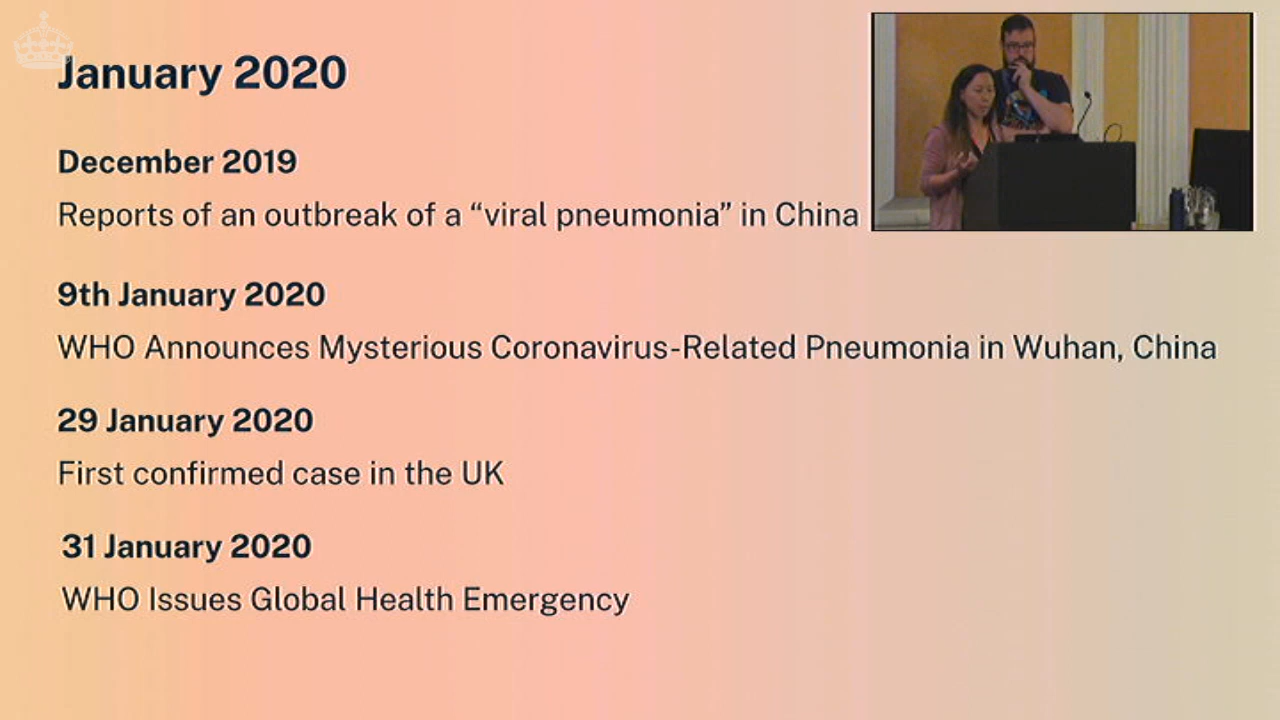 January 2020
December 2019
Reports of an outbreak of a “viral pneumonia” in China
9th January 2020
WHO Announces Mysterious Coronavirus-Related Pneumonia in Wuhan, China
29 January 2020
First confirmed case in the UK
31 January 2020
WHO Issues Global Health Emergency